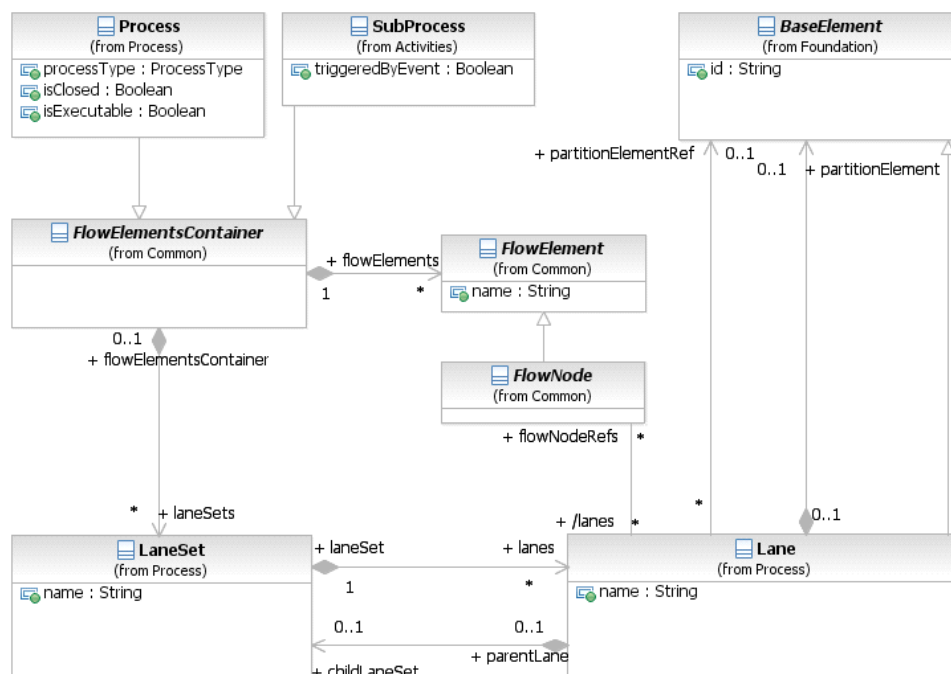 Process
(from Process)
processType : ProcessType
isClosed : Boolean
isExecutable : Boolean
SubProcess
(from Activities)
triggeredByEvent : Boolean
BaseElement
(from Foundation)
id : String
+ partitionElementRef
0..1
0..1
+ partitionElement
FlowElementsContainer
(from Common)
+ flowElements
1
*
FlowElement
(from Common)
name : String
0..1
+ flowElementsContainer
FlowNode
(from Common)
+ flowNodeRefs
*
*
+ laneSets
+ /lanes
*
*
0..1
LaneSet
(from Process)
name : String
+ laneSet
+ lanes
1
*
Lane
(from Process)
name : String
0..1
0..1
+ parentLane
+ childLaneSet